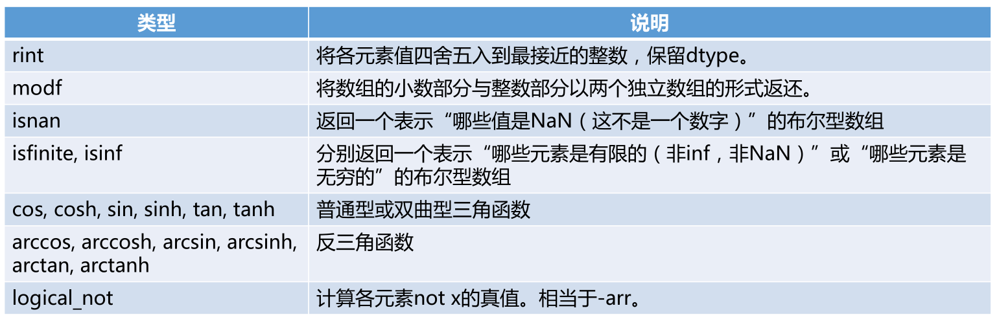 类型 说明
rint 将各元素值四舍五入到最接近的整数，保留dtype。
modf 将数组的小数部分与整数部分以两个独立数组的形式返还。
isnan 返回一个表示“哪些值是NaN（这不是一个数字）”的布尔型数组
isfinite, isinf 分别返回一个表示“哪些元素是有限的（非inf，非NaN）”或“哪些元素是
无穷的”的布尔型数组
cos, cosh, sin, sinh, tan, tanh 普通型或双曲型三角函数
arccos, arccosh, arcsin, arcsinh, 反三角函数
arctan, arctanh
logical_not 计算各元素not x的真值。相当于-arr。